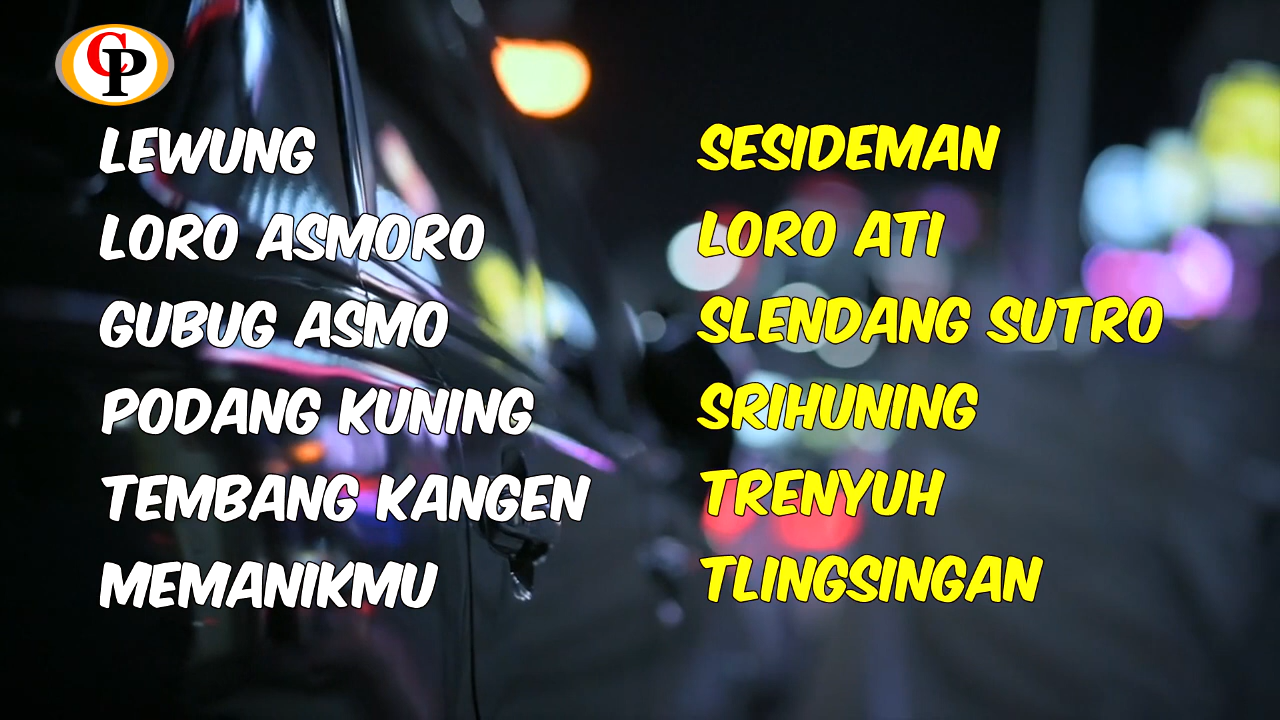 CP
LEWUNG
LORO ASMORO
GUBUG ASMO
PODANG KUNING
TEMBANG KANGEN
MEMANIKMU
SESIDEMAN
LORO ATI
SLENDANG SUTRO
SRIHUNING
TRENYUH
TLINGSINGAN